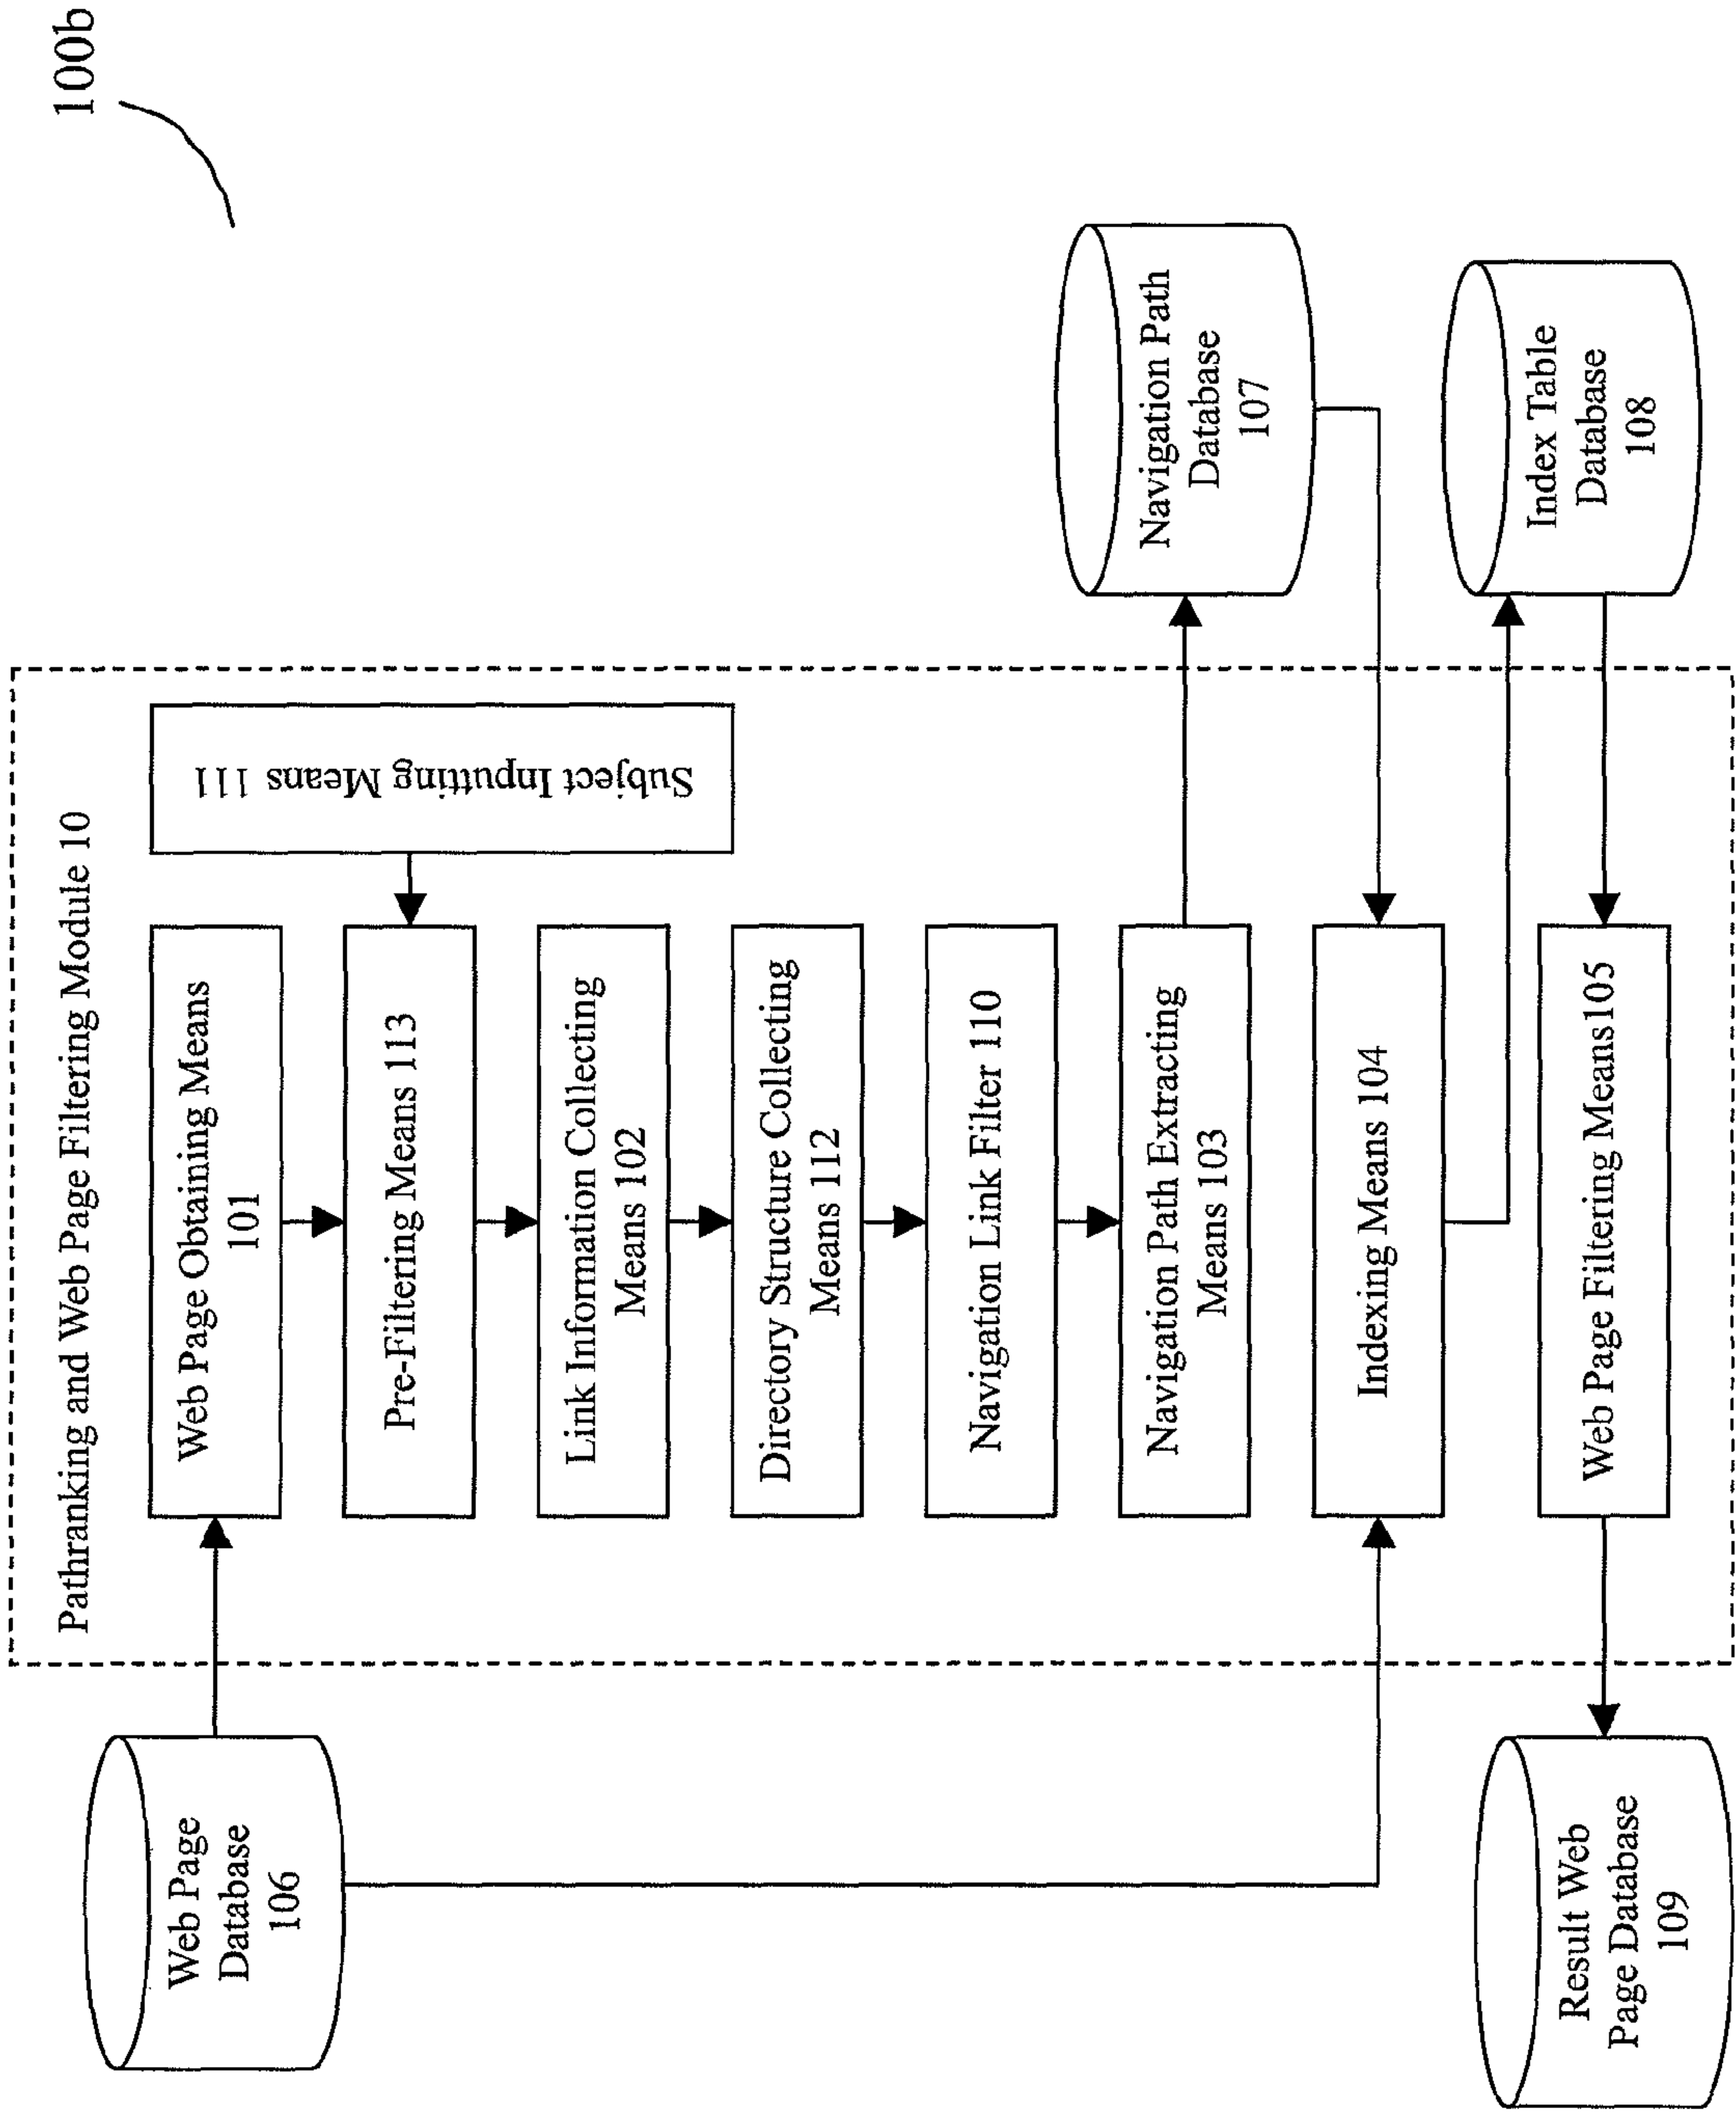 100b
Pathranking and Web Page Filtering Module 10
Web Page
Database
106
Web Page Obtaining Means
101
Subject Inputting Means 111
Pre-Filtering Means 113
Link Information Collecting
Means 102
Directory Structure Collecting
Means 112
Navigation Link Filter 110
Navigation Path Extracting
Means 103
Navigation Path
Database
107
Indexing Means 104
Index Table
Database
108
Web Page Filtering Means105
Result Web
Page Database
109